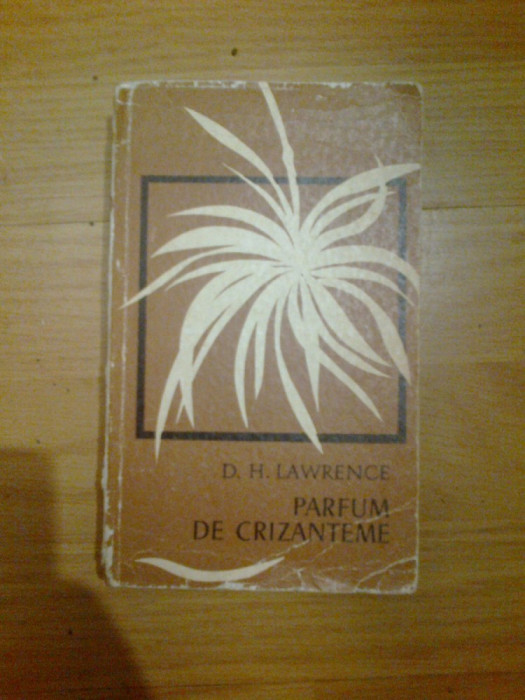 D. H. LAWRENCE
PARFUM
DE CRIZANTEME